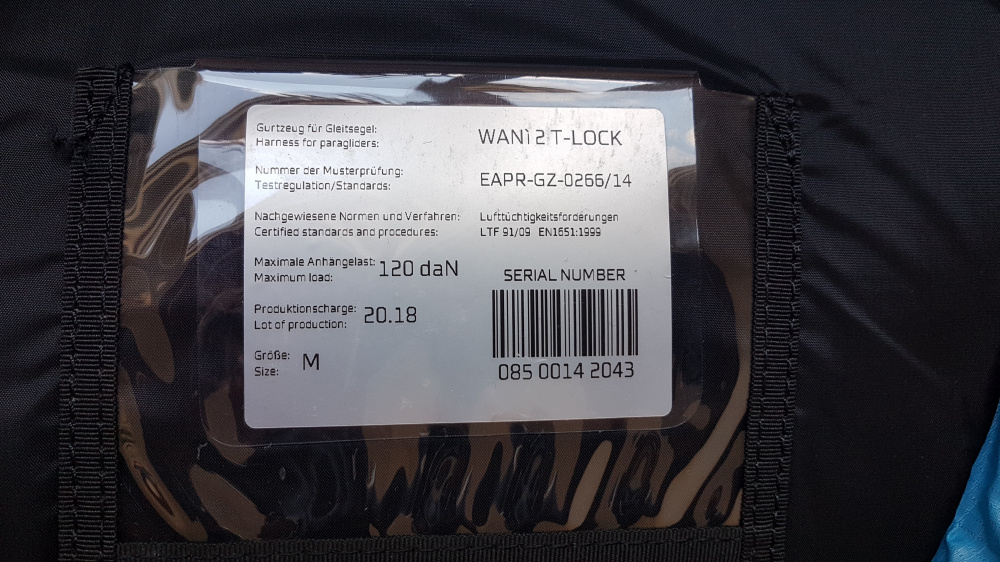 Gurtzeug für Gleitsegel:
Harness for paragliders:
WANI 2 T-LOCK
Nummer der Musterprüfung:
Testregulation/Standards:
EAPR-GZ-0266/14
Nachgewiesene Normen und Verfahren:
Certified standards and procedures:
Lufttüchtigkeitsforderungen
LTF 91/09 EN1651:1999
Maximale Anhängelast:
Maximum load:
120 daN
SERIAL NUMBER
Produktionscharge:
Lot of production:
20.18
Größe:
Size:
M
085 0014 2043